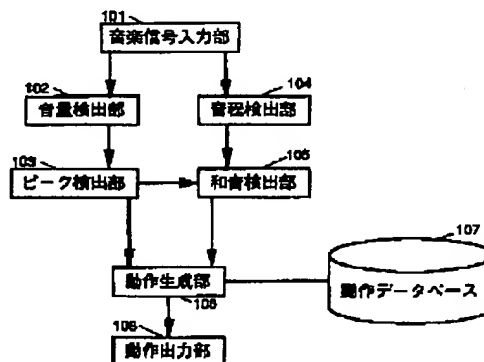 101
音楽信号入力部
102
音量検出部
104
音程検出部
103
ピーク検出部
105
和音検出部
107
動作データベース
動作生成部
106
108
動作出力部